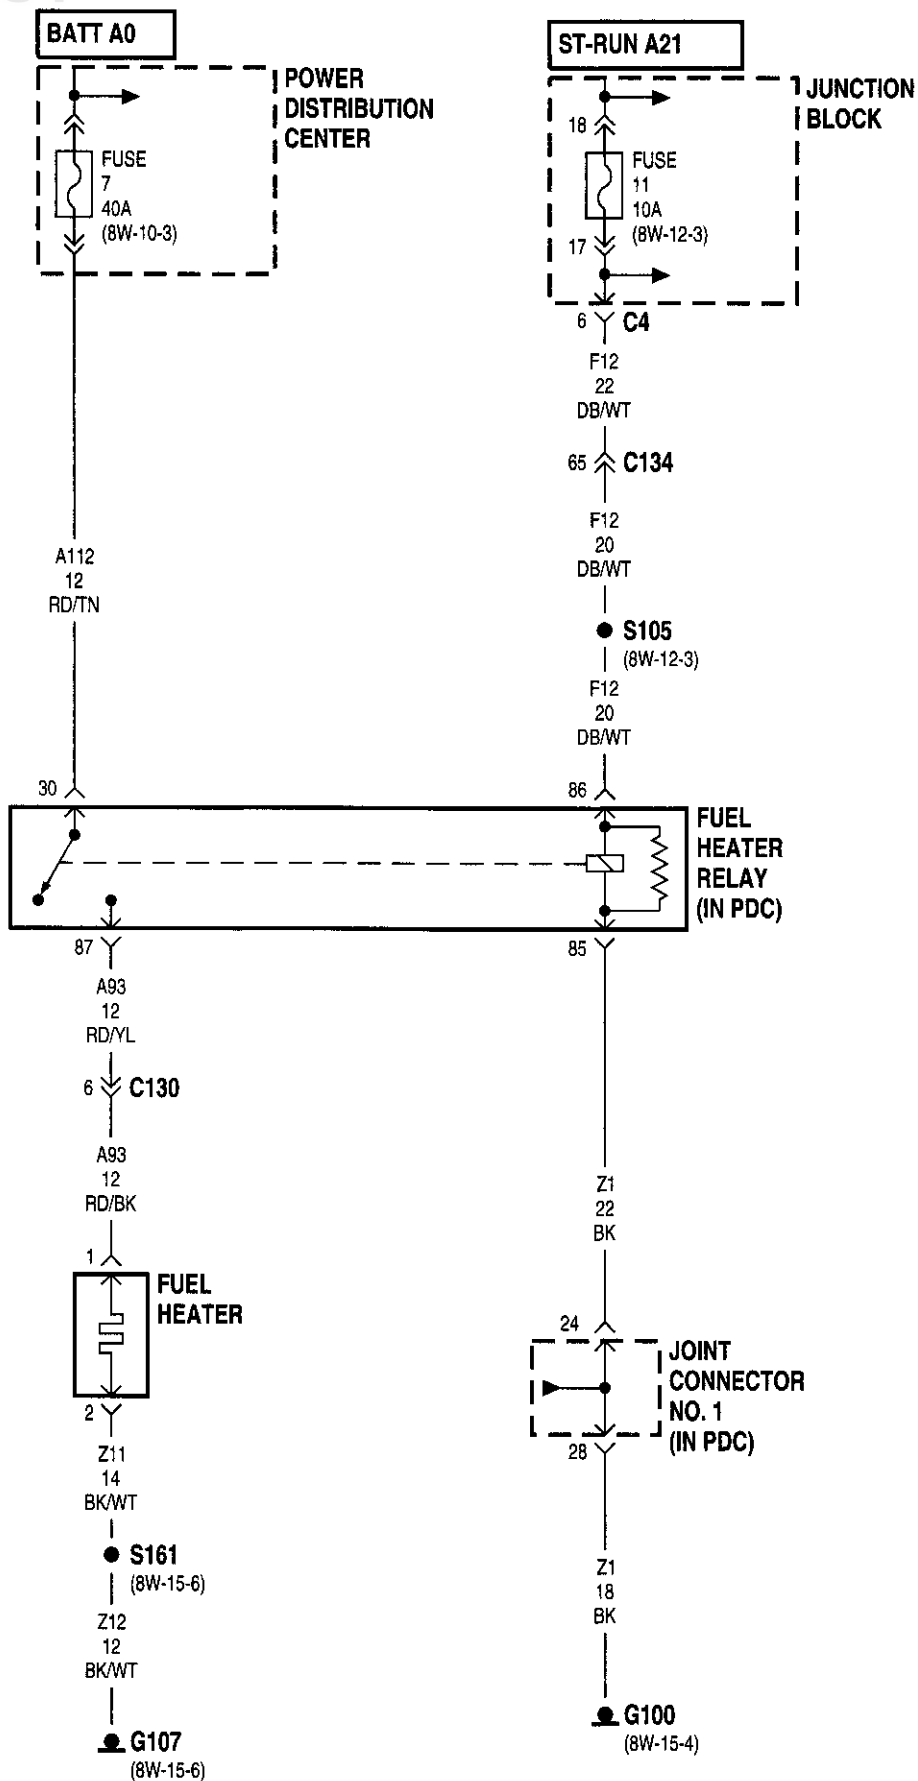 BATT A0
POWER
DISTRIBUTION
CENTER
FUSE
7
40A
(8W-10-3)
ST-RUN A21
JUNCTION
BLOCK
18
FUSE
11
10A
(8W-12-3)
17
6
C4
F12
22
DB/WT
65
C134
F12
20
DB/WT
S105
(8W-12-3)
F12
20
DB/WT
A112
12
RD/TN
30
86
FUEL
HEATER
RELAY
(IN PDC)
87
85
A93
12
RD/YL
6
C130
A93
12
RD/BK
1
FUEL
HEATER
2
Z11
14
BK/WT
S161
(8W-15-6)
Z12
12
BK/WT
G107
(8W-15-6)
Z1
22
BK
24
JOINT
CONNECTOR
NO. 1
(IN PDC)
28
Z1
18
BK
G100
(8W-15-4)